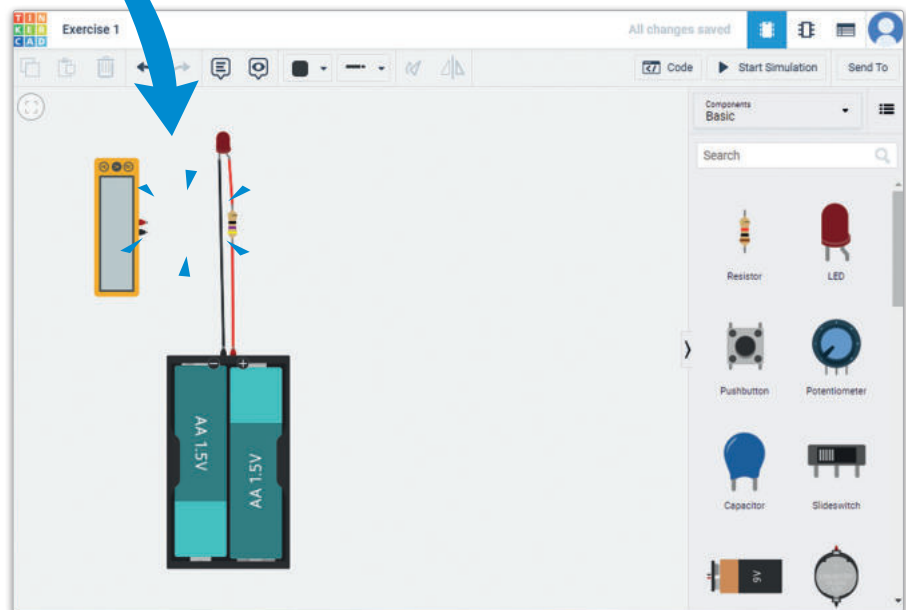 TIN
KER
CAD
Exercise 1
All changes saved
Code
Start Simulation
Send To
Components
Basic
Search
Resistor
LED
Pushbutton
Potentiometer
Capacitor
Slideswitch
9V
AA 1.5V
AA 1.5V